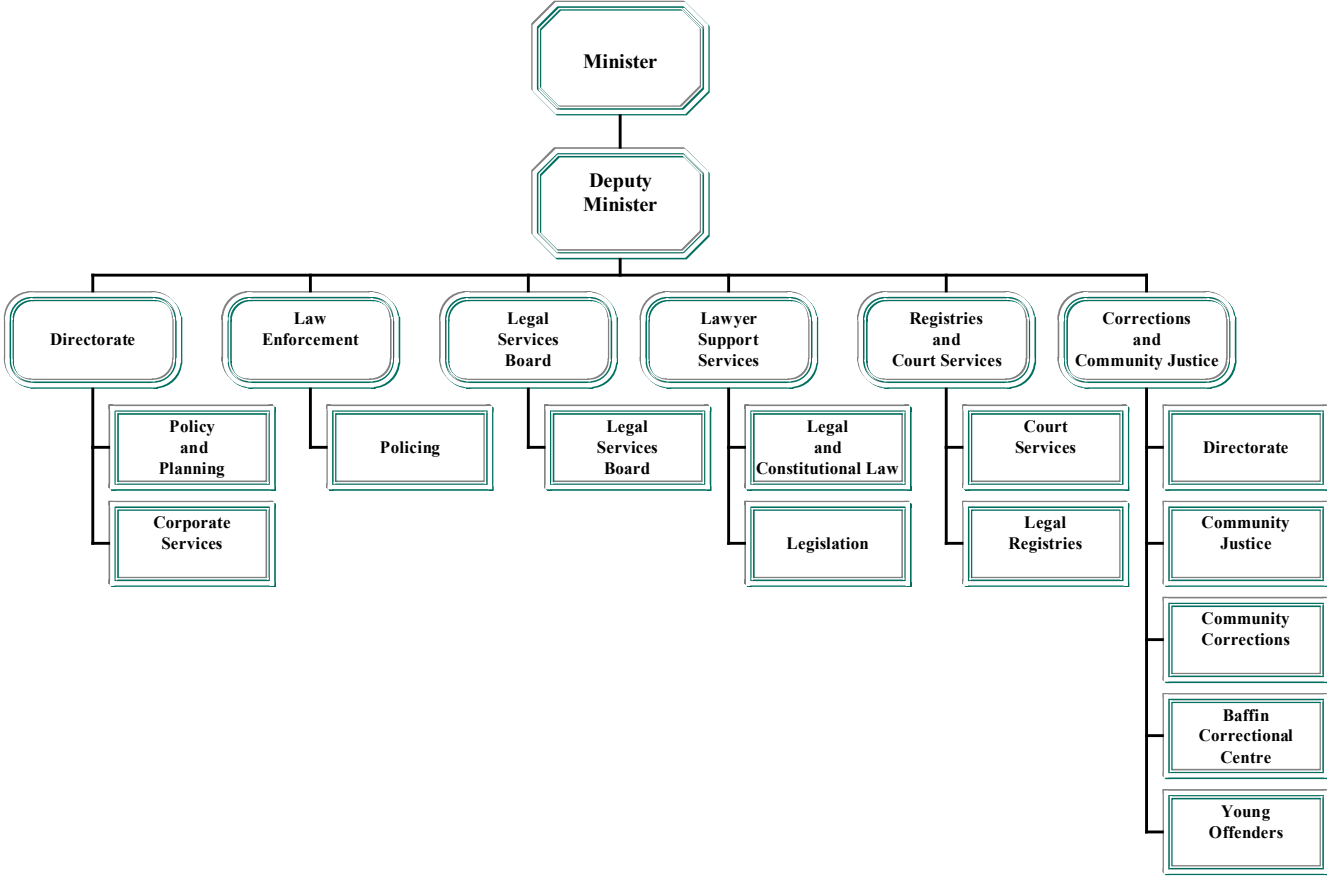 Minister
Deputy
Minister
Directorate
Law
Enforcement
Legal
Services
Board
Lawyer
Support
Services
Registries
and
Court Services
Corrections
and
Community Justice
Policy
and
Planning
Corporate
Services
Policing
Legal
Services
Board
Legal
and
Constitutional Law
Legislation
Court
Services
Legal
Registries
Directorate
Community
Justice
Community
Corrections
Baffin
Correctional
Centre
Young
Offenders